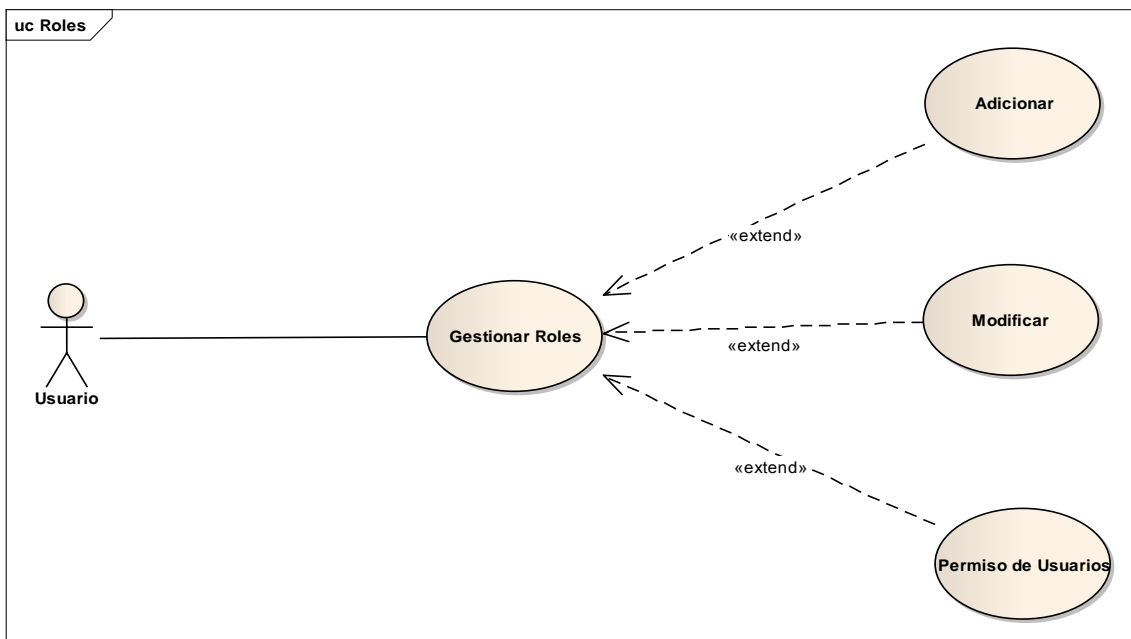 uc Roles
Adicionar
«extend»
Gestionar Roles
Modificar
«extend»
Usuario
«extend»
Permiso de Usuarios